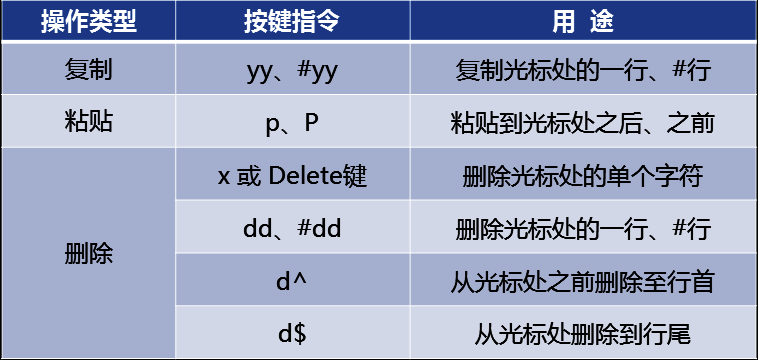 操作类型 按键指令 用 途
复制 yy、#yy 复制光标处的一行、#行
粘贴 p、P 粘贴到光标处之后、之前
删除 x 或 Delete键 删除光标处的单个字符
dd、#dd 删除光标处的一行、#行
d^ 从光标处之前删除至行首
d$ 从光标处删除到行尾